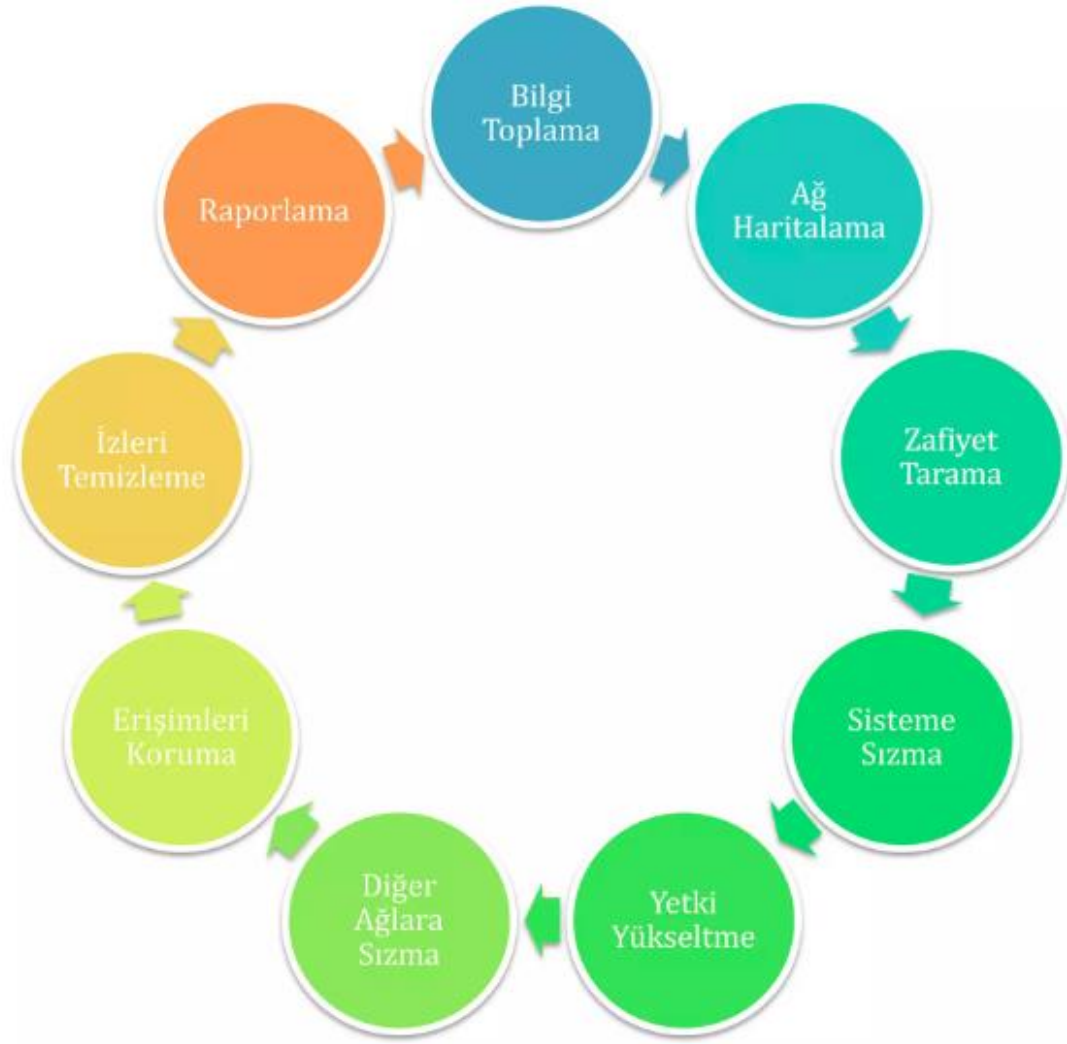 Bilgi
Toplama
Ağ
Haritalama
Zafiyet
Tarama
Sisteme
Sızma
Yetki
Yükseltme
Diğer
Ağlara
Sızma
Erişimleri
Koruma
İzleri
Temizleme
Raporlama